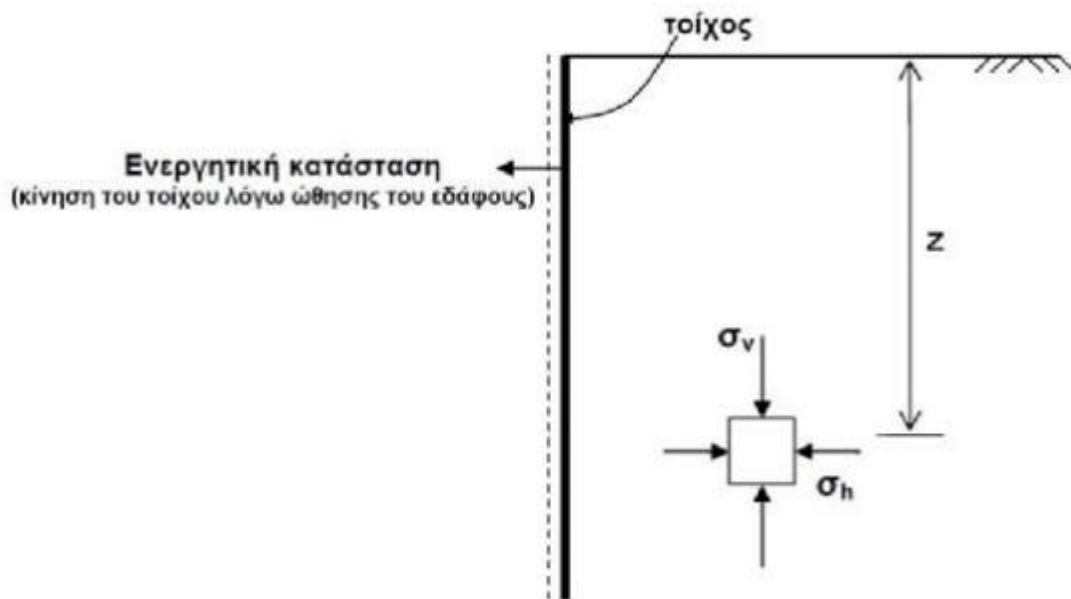 τοίχος
Ενεργητική κατάσταση
(κίνηση του τοίχου λόγω ώθησης του εδάφους)
z
σv
σh